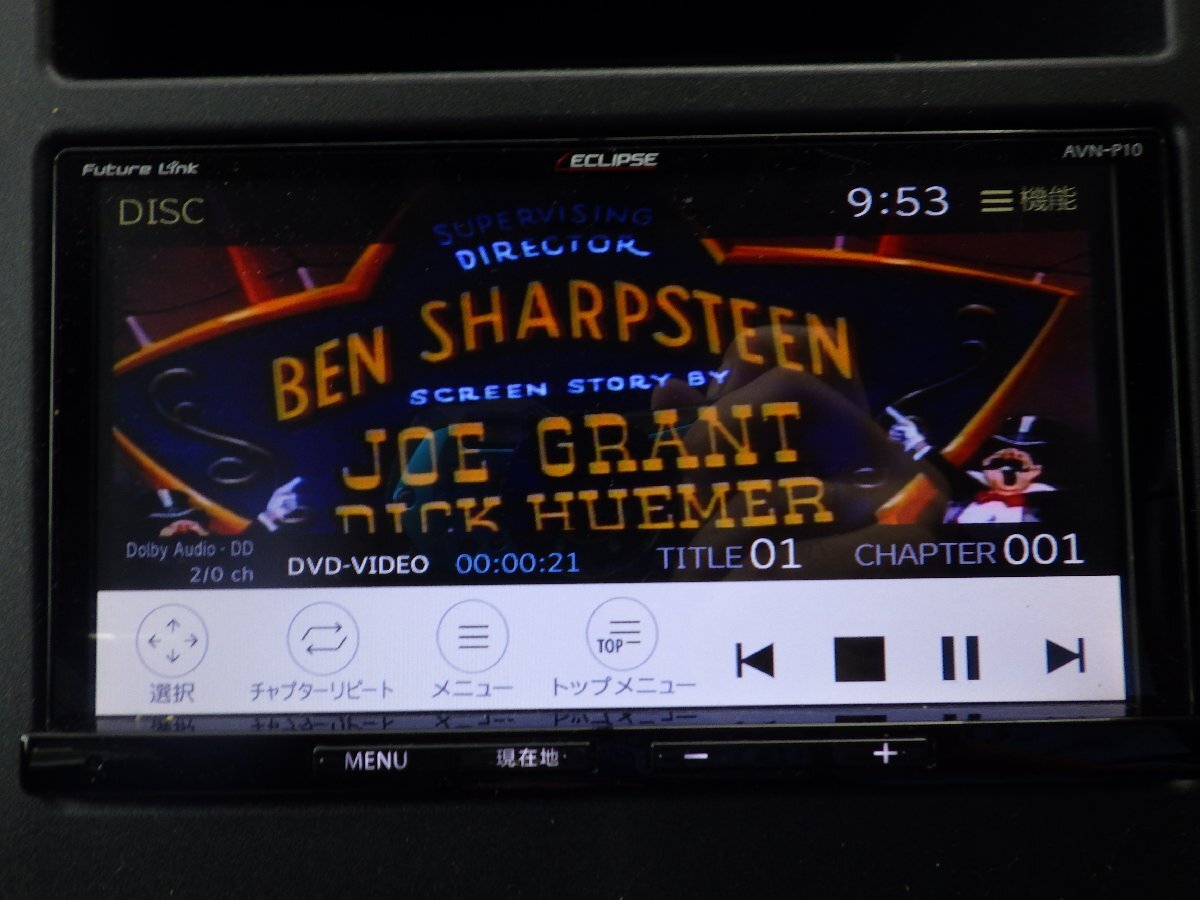 Future Link
ECLIPSE
AVN-P10
DISC
9:53
機能
SUPERVISING
DIRECTOR
BEN SHARPSTEEN
SCREEN STORY BY
JOE GRANT
DICK HUEMER
Dolby Audio - DD
2/0 ch
DVD-VIDEO
00:00:21
TITLE 01
CHAPTER 001
選択
チャプターリピート
メニュー
TOP
トップメニュー
MENU
現在地
−
+